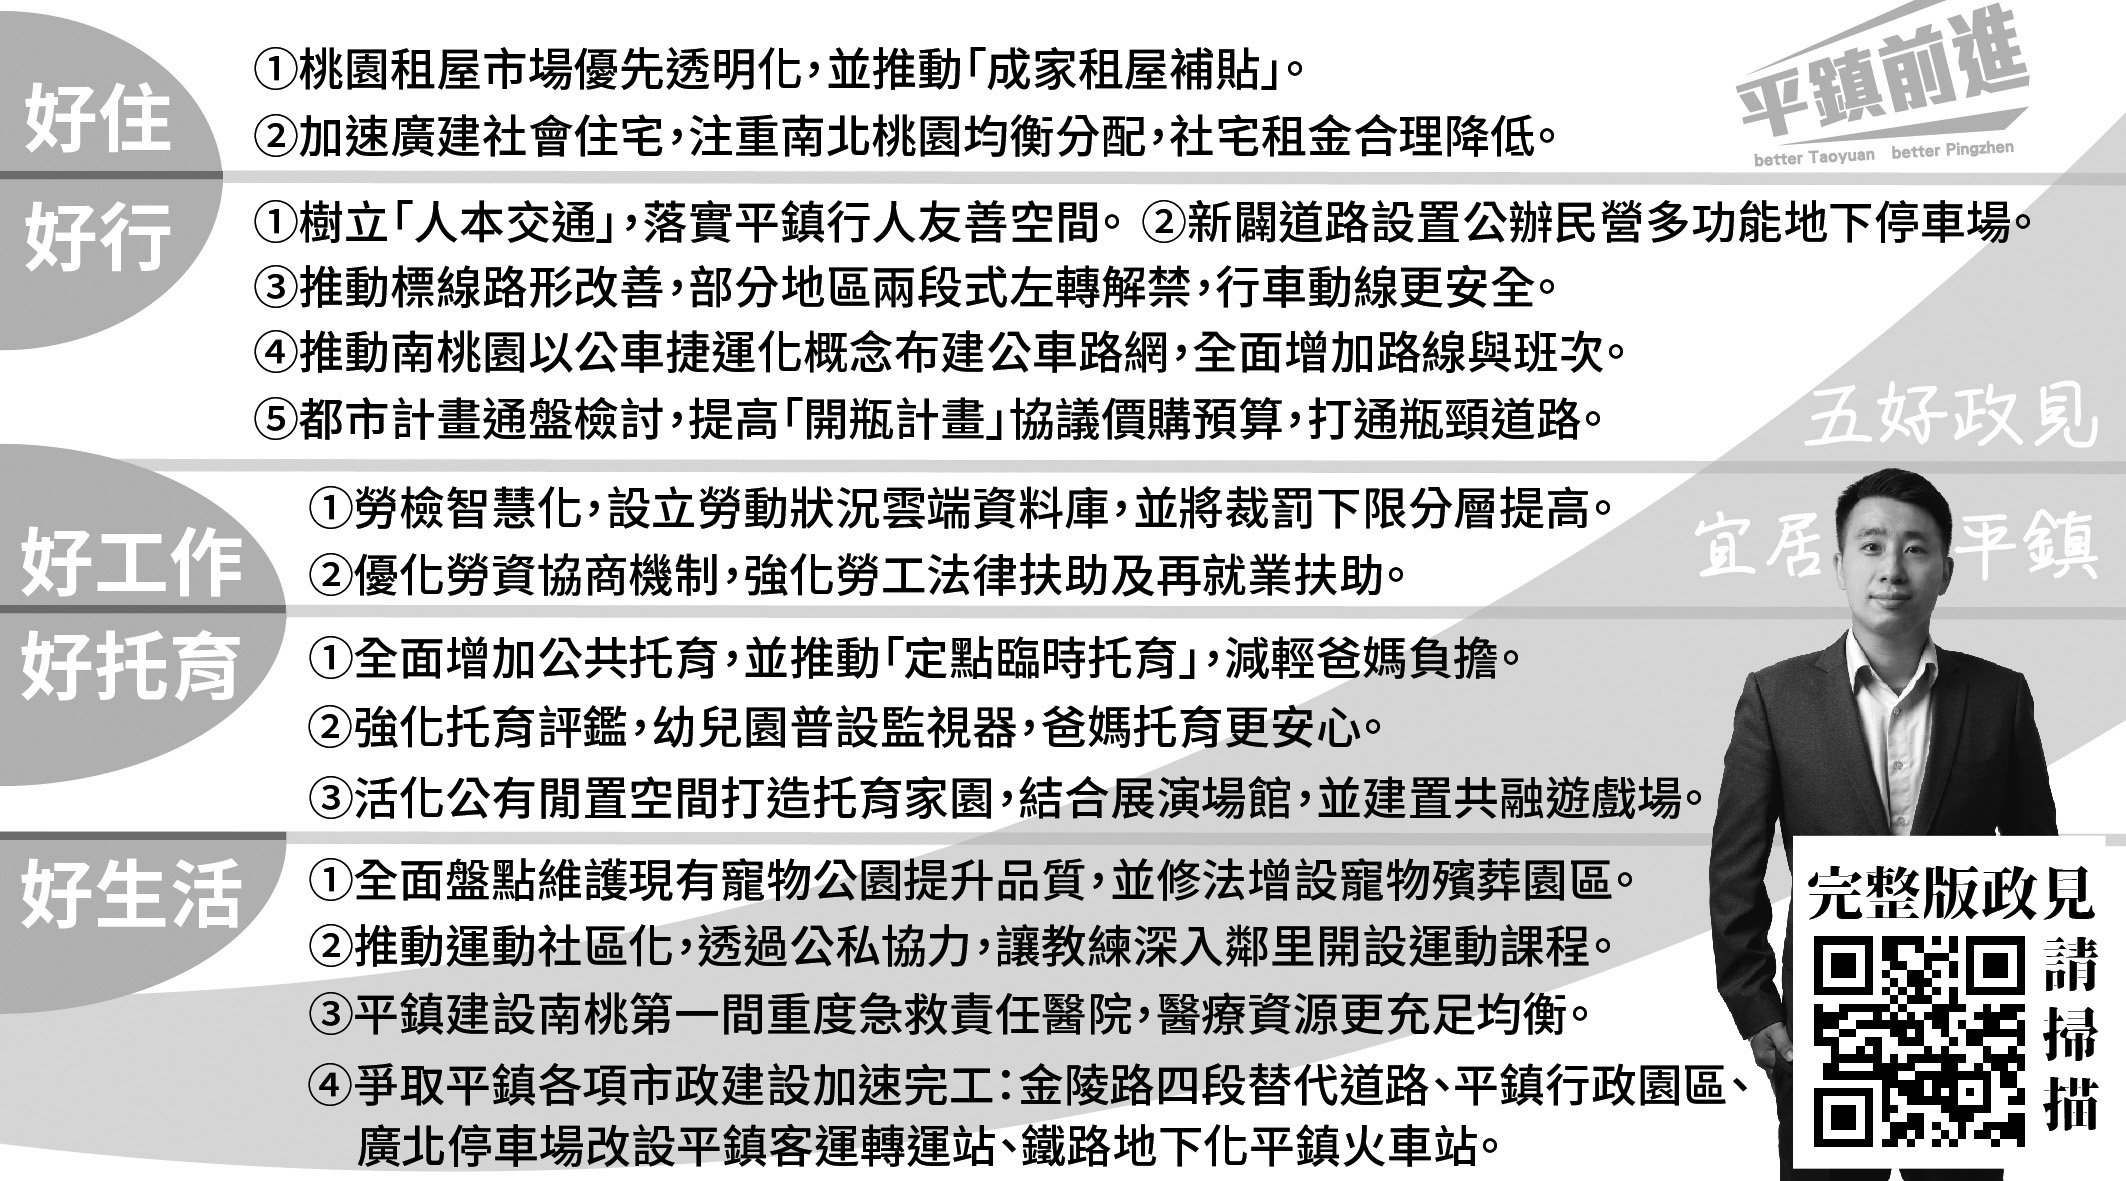 平鎮前進
better Taoyuan better Pingzhen
好住
①桃園租屋市場優先透明化，並推動「成家租屋補貼」。
②加速廣建社會住宅，注重南北桃園均衡分配，社宅租金合理降低。
好行
①樹立「人本交通」，落實平鎮行人友善空間。 ②新闢道路設置公辦民營多功能地下停車場。
③推動標線路形改善，部分地區兩段式左轉解禁，行車動線更安全。
④推動南桃園以公車捷運化概念布建公車路網，全面增加路線與班次。
⑤都市計畫通盤檢討，提高「開瓶計畫」協議價購預算，打通瓶頸道路。
五好政見
宜居 平鎮
好工作
①勞檢智慧化，設立勞動狀況雲端資料庫，並將裁罰下限分層提高。
②優化勞資協商機制，強化勞工法律扶助及再就業扶助。
好托育
①全面增加公共托育，並推動「定點臨時托育」，減輕爸媽負擔。
②強化托育評鑑，幼兒園普設監視器，爸媽托育更安心。
③活化公有閒置空間打造托育家園，結合展演場館，並建置共融遊戲場。
好生活
①全面盤點維護現有寵物公園提升品質，並修法增設寵物殯葬園區。
②推動運動社區化，透過公私協力，讓教練深入鄰里開設運動課程。
③平鎮建設南桃第一間重度急救責任醫院，醫療資源更充足均衡。
④爭取平鎮各項市政建設加速完工：金陵路四段替代道路、平鎮行政園區、
廣北停車場改設平鎮客運轉運站、鐵路地下化平鎮火車站。
完整版政見
請掃描